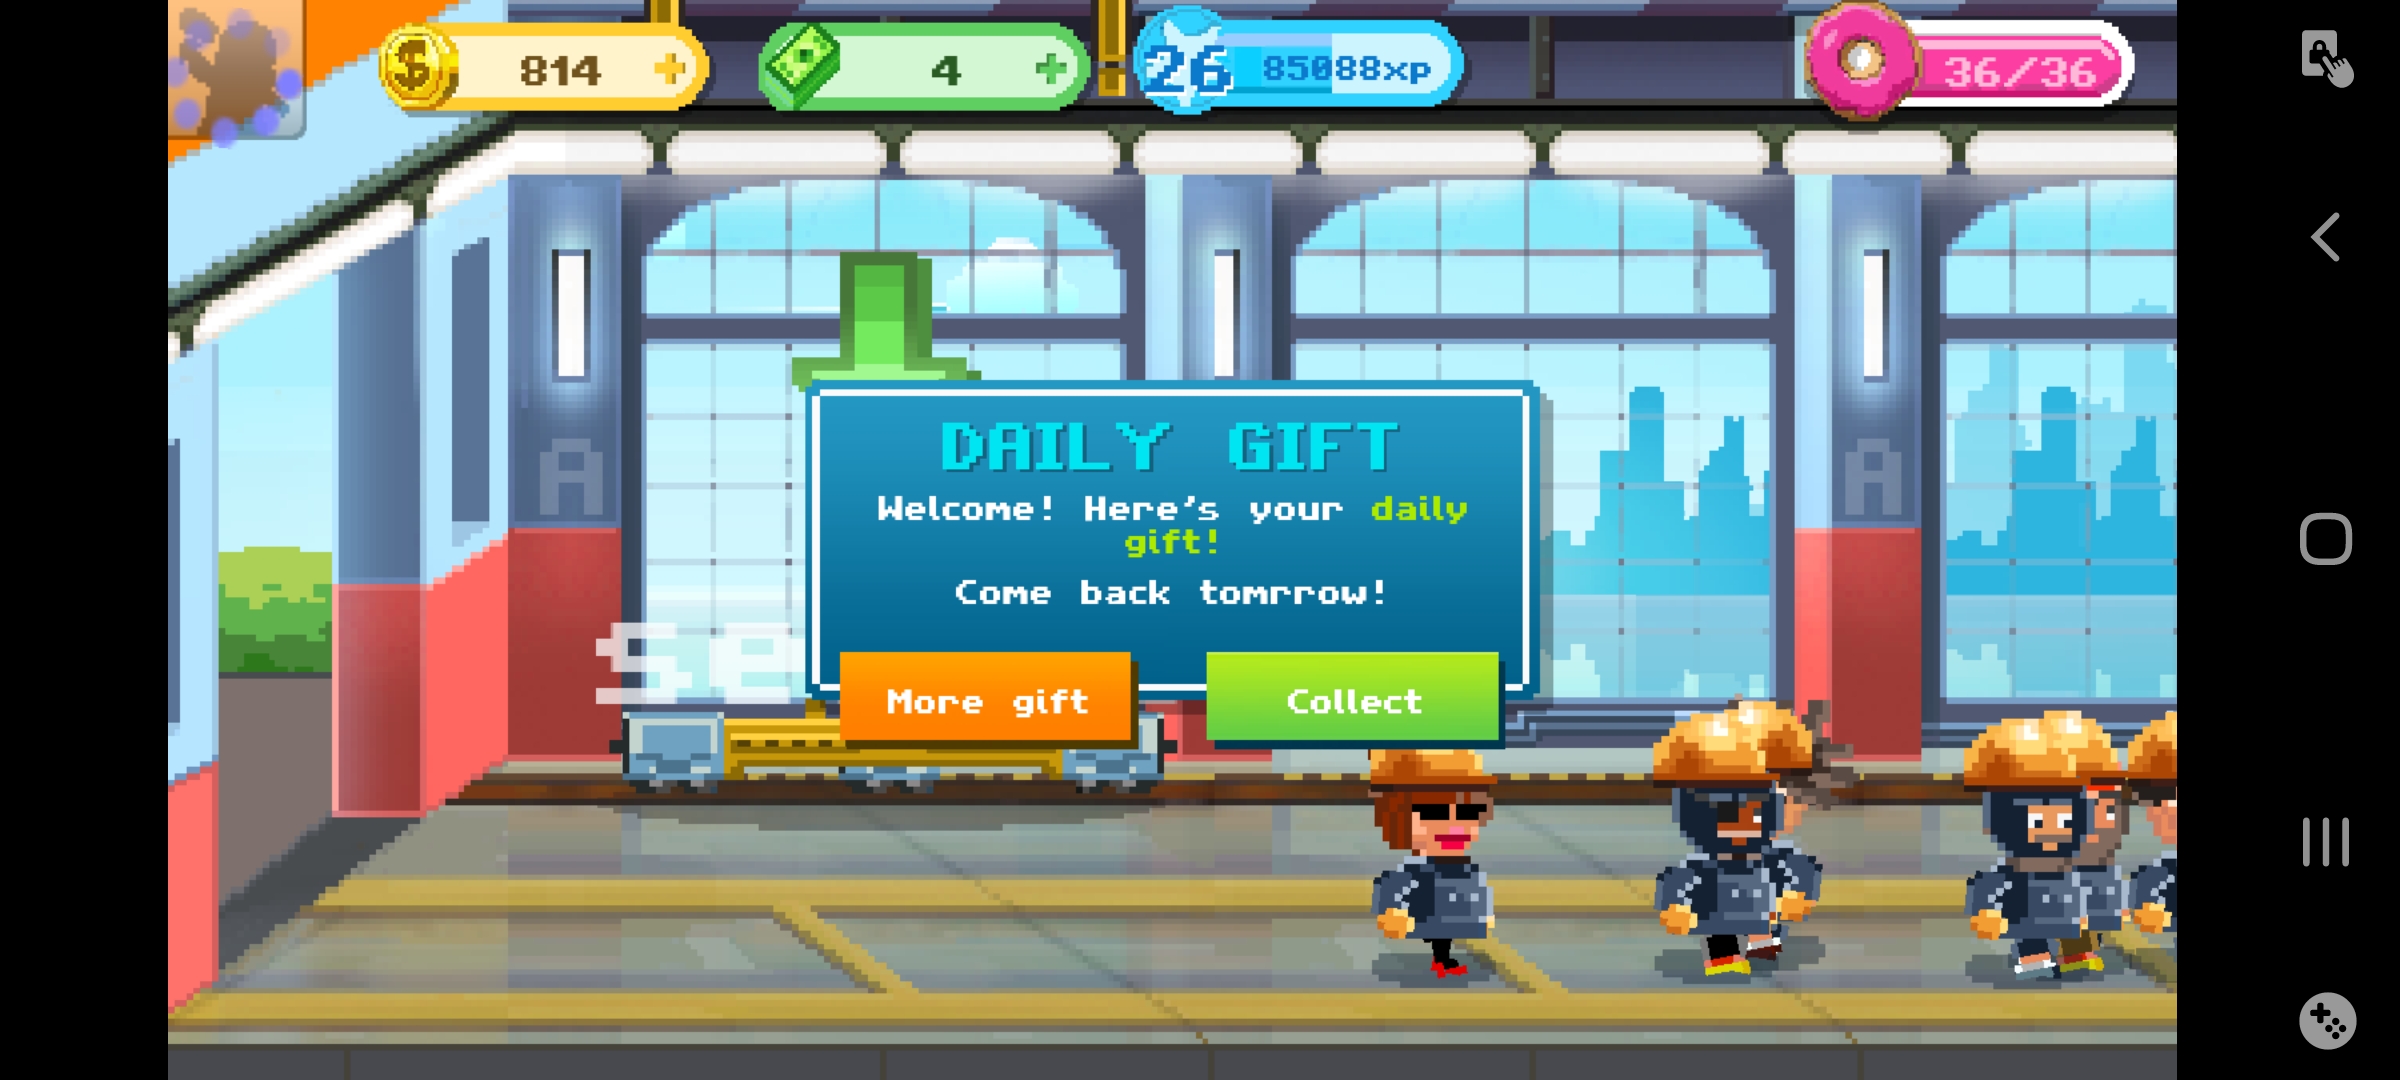 814
4
26
85088xp
36/36
A
A
DAILY GIFT
Welcome! Here's your daily
gift!
Come back tomrrow!
Se
More gift
Collect